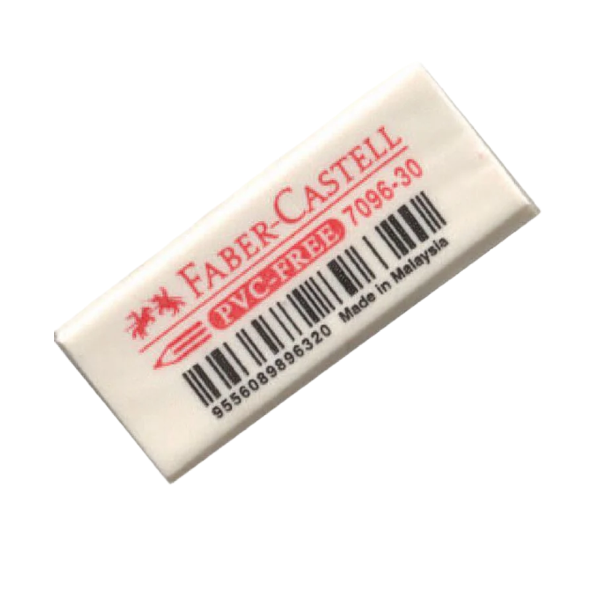 FABER-CASTELL
PVC-FREE 7096-30
9556089896320 Made in Malaysia